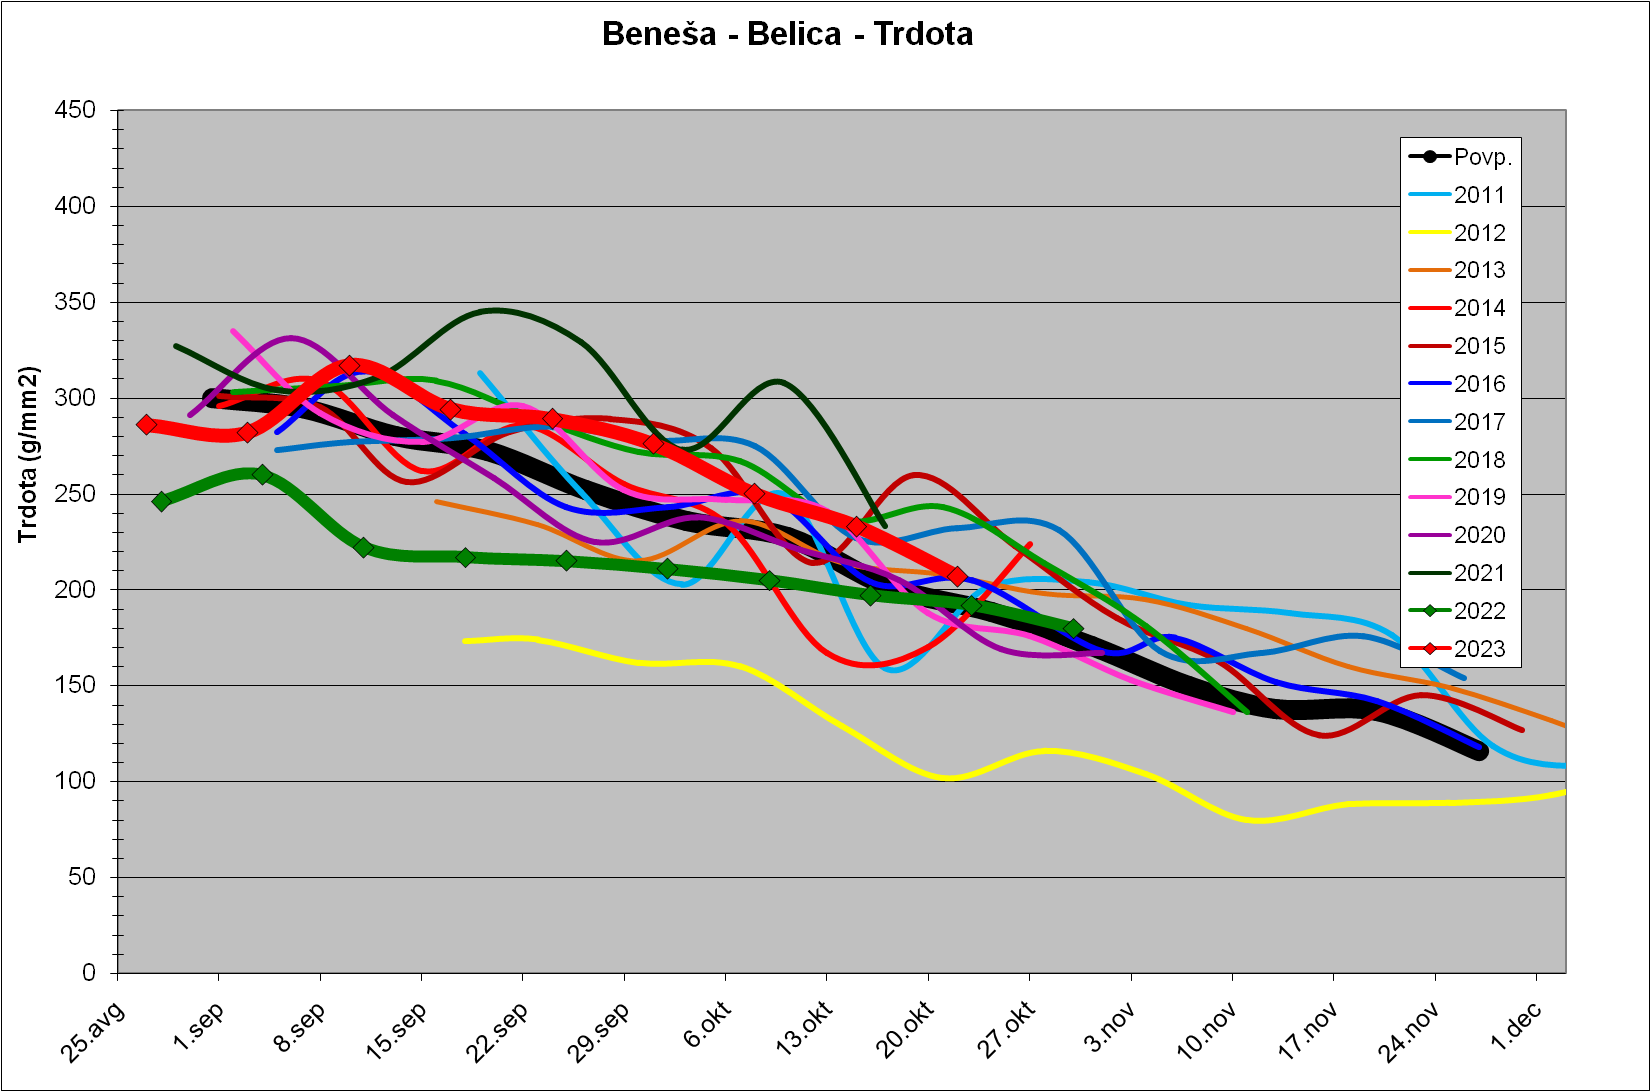 Beneša - Belica - Trdota
Trdota (g/mm2)
450
400
350
300
250
200
150
100
50
0
25.avg
1.sep
8.sep
15.sep
22.sep
29.sep
6.okt
13.okt
20.okt
27.okt
3.nov
10.nov
17.nov
24.nov
1.dec
Povp.
2011
2012
2013
2014
2015
2016
2017
2018
2019
2020
2021
2022
2023